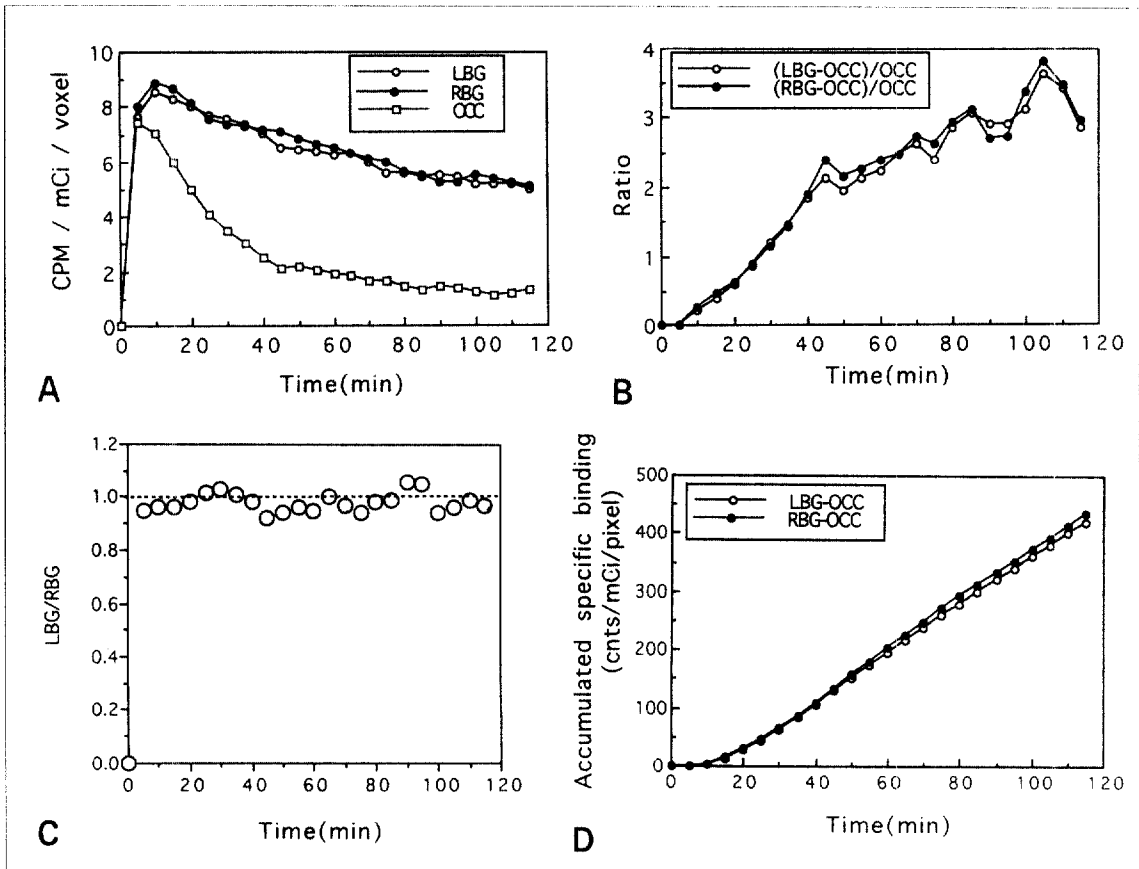 10
8
6
4
2
0
CPM / mCi / voxel
LBG
RBG
OCC
0 20 40 60 80 100 120
Time(min)
A
4
3
2
1
0
Ratio
(LBG-OCC)/OCC
(RBG-OCC)/OCC
0 20 40 60 80 100 120
Time(min)
B
1.2
1.0
0.8
0.6
0.4
0.2
0.0
LBG/RBG
0 20 40 60 80 100 120
Time(min)
C
500
400
300
200
100
0
Accumulated specific binding
(cnts/mCi/pixel)
LBG-OCC
RBG-OCC
0 20 40 60 80 100 120
Time(min)
D